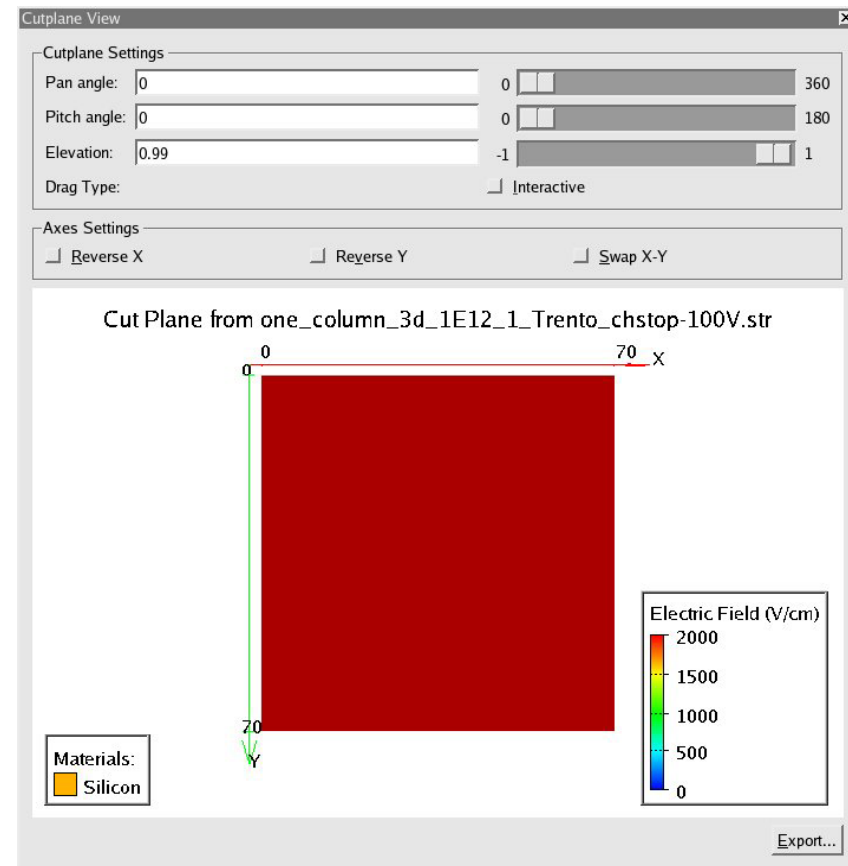 Cutplane View
Cutplane Settings
Pan angle: 0 0 360
Pitch angle: 0 0 180
Elevation: 0.99 -1 1
Drag Type: Interactive
Axes Settings
Reverse X Reverse Y Swap X-Y
Cut Plane from one_column_3d_1E12_1_Trento_chstop-100V.str
0 70 X
0
70
Y
Materials:
Silicon
Electric Field (V/cm)
2000
1500
1000
500
0
Export...